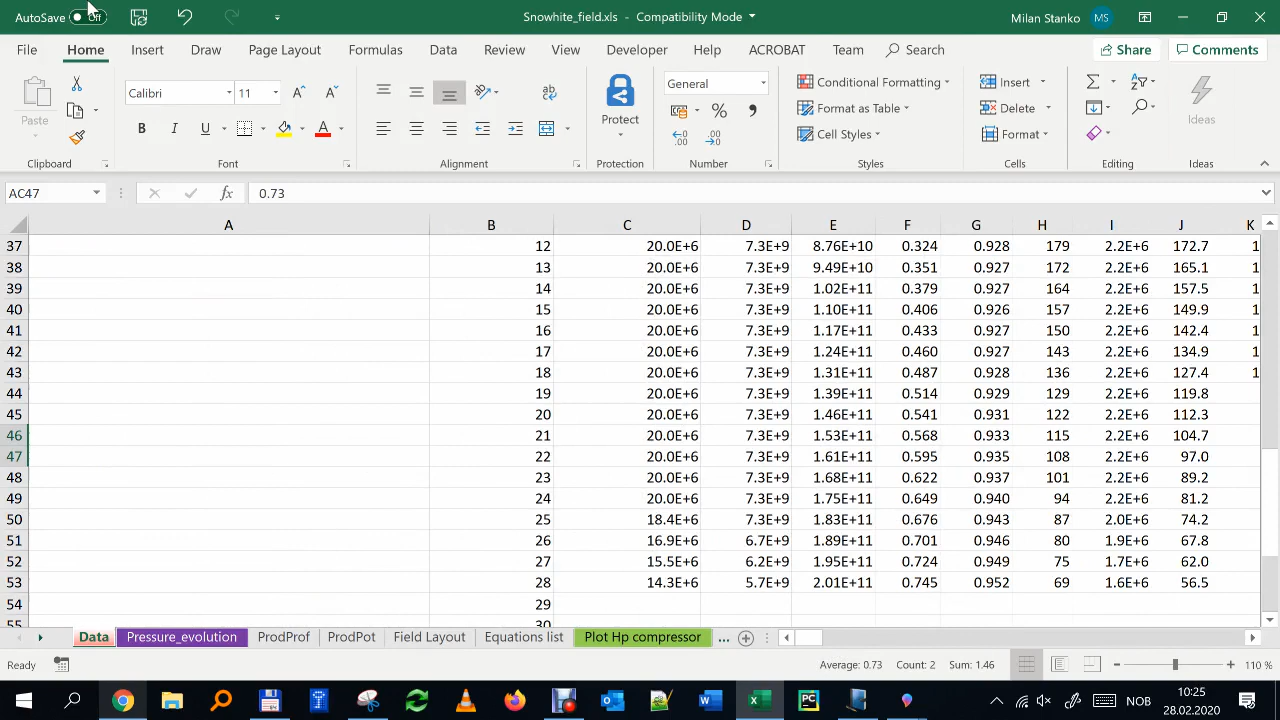 AutoSave Off Snowhite_field.xls - Compatibility Mode Milan Stanko MS
File Home Insert Draw Page Layout Formulas Data Review View Developer Help ACROBAT Team Search Share Comments
Paste
Calibri 11
B I U A
General
% ,
Protect
Conditional Formatting
Format as Table
Cell Styles
Insert
Delete
Format
Ideas
Clipboard Font Alignment Protection Number Styles Cells Editing Ideas
AC47 fx 0.73
A B C D E F G H I J K
37 12 20.0E+6 7.3E+9 8.76E+10 0.324 0.928 179 2.2E+6 172.7 1
38 13 20.0E+6 7.3E+9 9.49E+10 0.351 0.927 172 2.2E+6 165.1 1
39 14 20.0E+6 7.3E+9 1.02E+11 0.379 0.927 164 2.2E+6 157.5 1
40 15 20.0E+6 7.3E+9 1.10E+11 0.406 0.926 157 2.2E+6 149.9 1
41 16 20.0E+6 7.3E+9 1.17E+11 0.433 0.927 150 2.2E+6 142.4 1
42 17 20.0E+6 7.3E+9 1.24E+11 0.460 0.927 143 2.2E+6 134.9 1
43 18 20.0E+6 7.3E+9 1.31E+11 0.487 0.928 136 2.2E+6 127.4 1
44 19 20.0E+6 7.3E+9 1.39E+11 0.514 0.929 129 2.2E+6 119.8
45 20 20.0E+6 7.3E+9 1.46E+11 0.541 0.931 122 2.2E+6 112.3
46 21 20.0E+6 7.3E+9 1.53E+11 0.568 0.933 115 2.2E+6 104.7
47 22 20.0E+6 7.3E+9 1.61E+11 0.595 0.935 108 2.2E+6 97.0
48 23 20.0E+6 7.3E+9 1.68E+11 0.622 0.937 101 2.2E+6 89.2
49 24 20.0E+6 7.3E+9 1.75E+11 0.649 0.940 94 2.2E+6 81.2
50 25 18.4E+6 7.3E+9 1.83E+11 0.676 0.943 87 2.0E+6 74.2
51 26 16.9E+6 6.7E+9 1.89E+11 0.701 0.946 80 1.9E+6 67.8
52 27 15.5E+6 6.2E+9 1.95E+11 0.724 0.949 75 1.7E+6 62.0
53 28 14.3E+6 5.7E+9 2.01E+11 0.745 0.952 69 1.6E+6 56.5
54 29
55 30
Data Pressure_evolution ProdProf ProdPot Field Layout Equations list Plot Hp compressor ...
Ready Average: 0.73 Count: 2 Sum: 1.46 110 %
NOB 10:25
28.02.2020